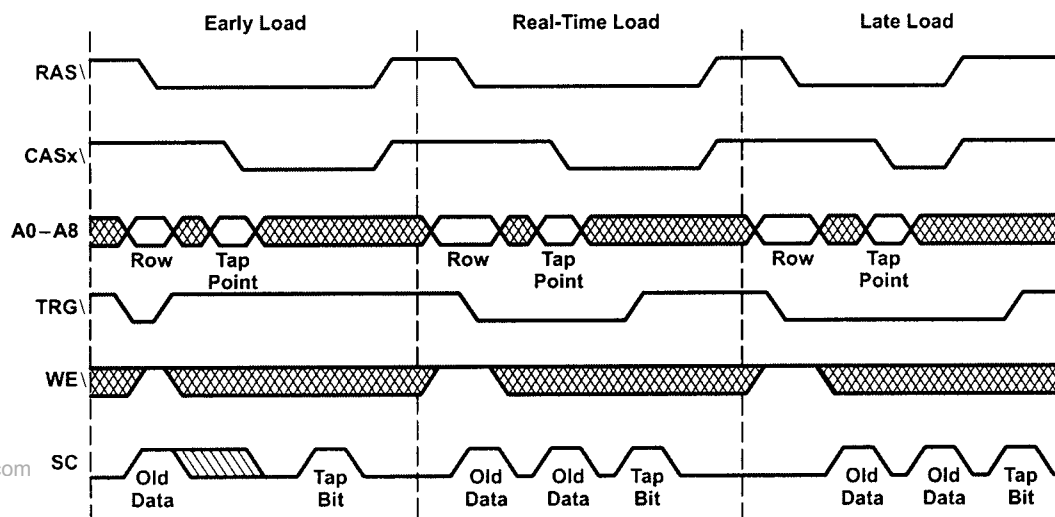 Early Load Real-Time Load Late Load
RAS\
CASx\
A0–A8
Row Tap Point Row Tap Point Row Tap Point
TRG\
WE\
com
SC
Old Data Tap Bit Old Data Old Data Tap Bit Old Data Old Data Tap Bit